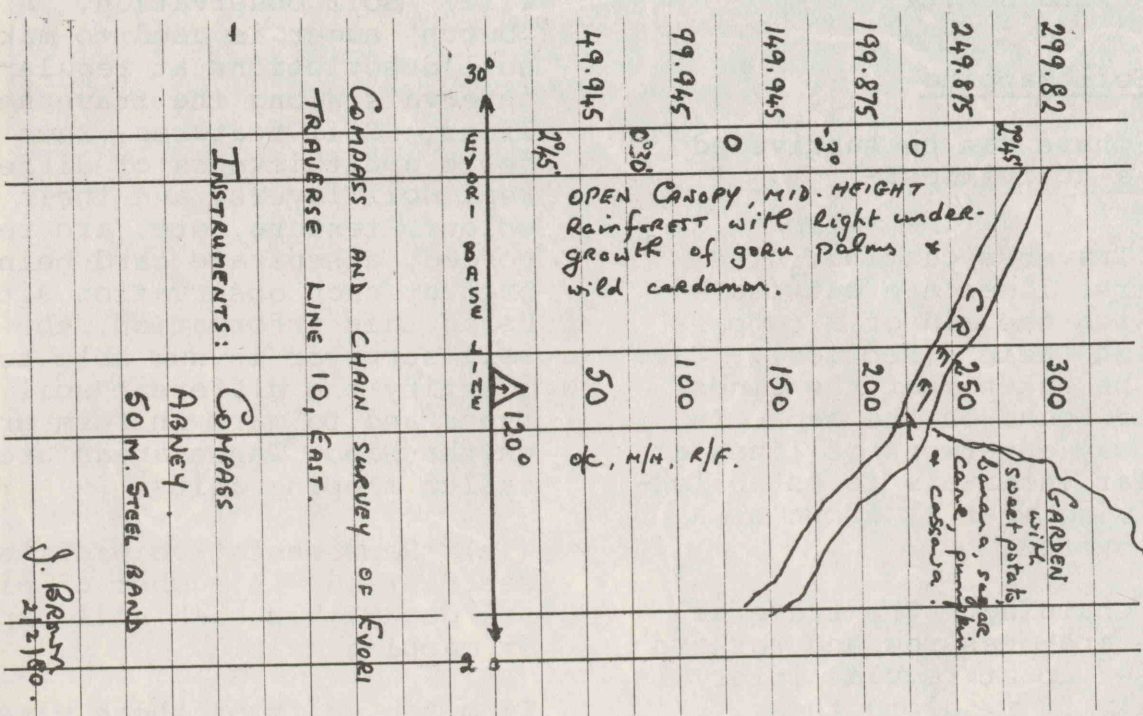 299.82
249.875
199.875
149.945
99.945
49.945
2°45'
0
-3°
0
0°30'
2°15'
300
250
200
150
100
50
GARDEN
with
sweet potato,
banana, sugar
cane, pumpkin
& cassava.
CR
OPEN CANOPY, MID-HEIGHT
Rainforest with light under-
growth of goru palms &
wild cardamon.
O/C, M/H, R/F.
120°
30°
EVORI - BASE LINE
COMPASS AND CHAIN SURVEY OF EVORI
TRAVERSE LINE 10, EAST
INSTRUMENTS: COMPASS
'ABNEY'
50 M STEEL BAND
J. BROWN
21/2/80.